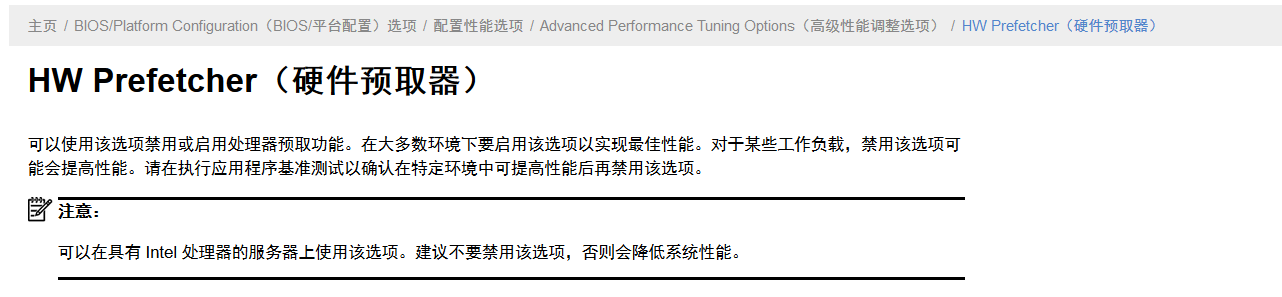 主页 / BIOS/Platform Configuration（BIOS/平台配置）选项 / 配置性能选项 / Advanced Performance Tuning Options（高级性能调整选项） / HW Prefetcher（硬件预取器）
HW Prefetcher（硬件预取器）
可以使用该选项禁用或启用处理器预取功能。在大多数环境下要启用该选项以实现最佳性能。对于某些工作负载，禁用该选项可
能会提高性能。请在执行应用程序基准测试以确认在特定环境中可提高性能后再禁用该选项。
注意：
可以在具有 Intel 处理器的服务器上使用该选项。建议不要禁用该选项，否则会降低系统性能。